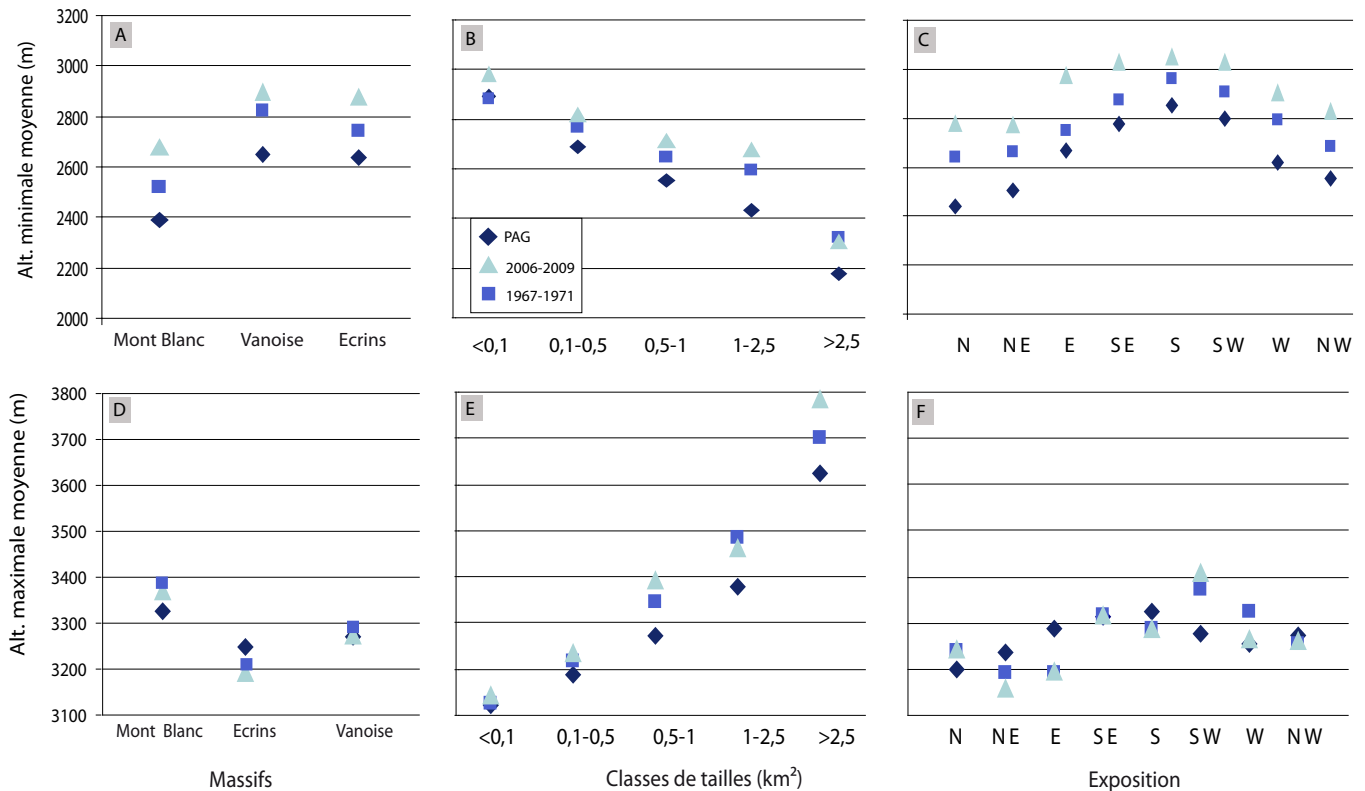 Alt. minimale moyenne (m)
3200
3000
2800
2600
2400
2200
2000
A
Mont Blanc Vanoise Ecrins
B
PAG
2006-2009
1967-1971
<0,1 0,1-0,5 0,5-1 1-2,5 >2,5
C
N N E E S E S S W W N W
Alt. maximale moyenne (m)
3800
3700
3600
3500
3400
3300
3200
3100
D
Mont Blanc Ecrins Vanoise
Massifs
E
<0,1 0,1-0,5 0,5-1 1-2,5 >2,5
Classes de tailles (km²)
F
N N E E S E S S W W N W
Exposition